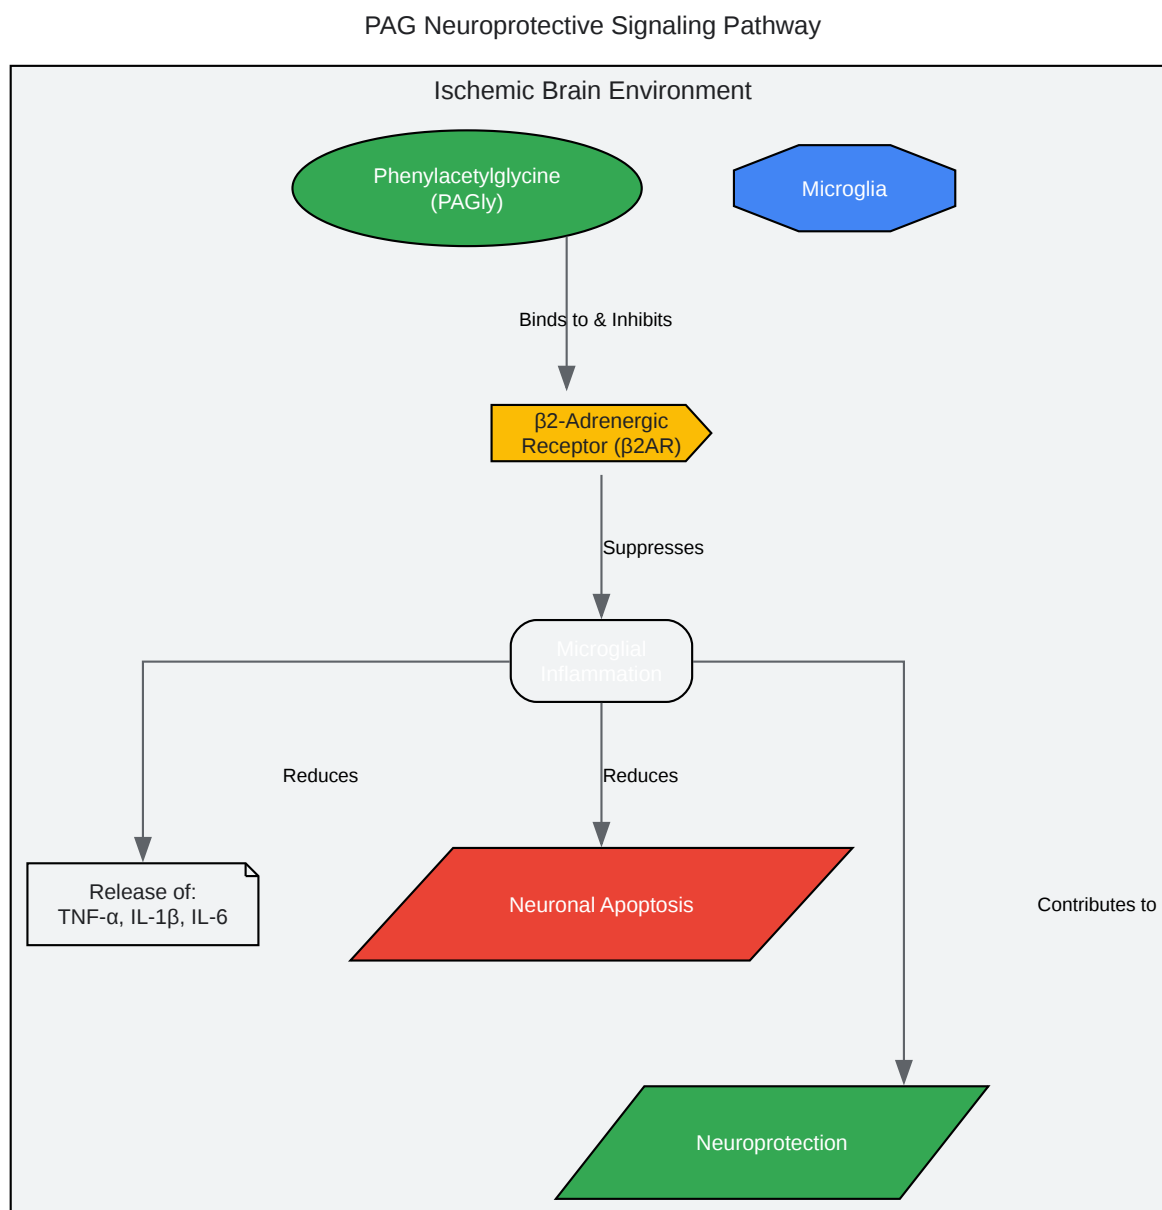 PAG Neuroprotective Signaling Pathway
Ischemic Brain Environment
Phenylacetylglycine
(PAGly)
Microglia
Binds to & Inhibits
β2-Adrenergic
Receptor (β2AR)
Suppresses
Microglial
Inflammation
Reduces
Reduces
Release of:
TNF-α, IL-1β, IL-6
Neuronal Apoptosis
Contributes to
Neuroprotection